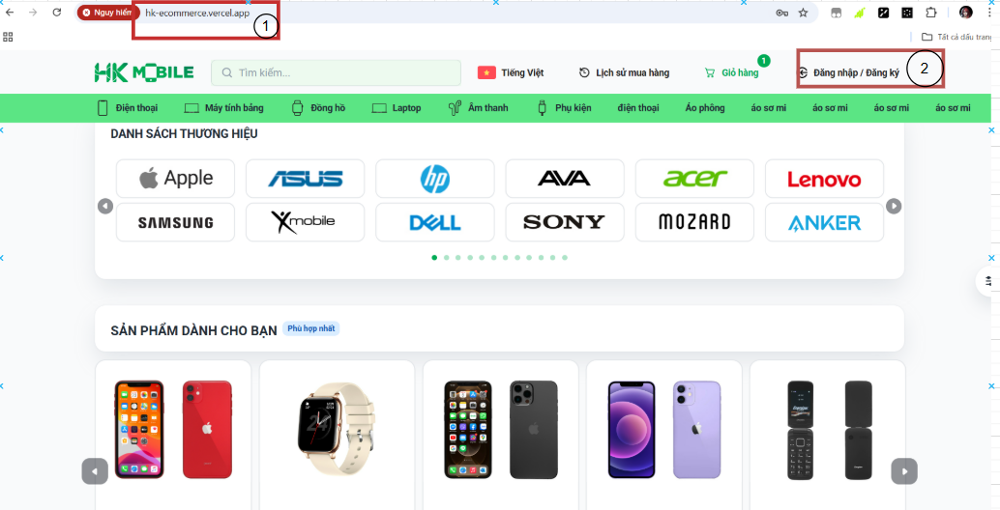 Nguy hiểm hk-ecommerce.vercel.app
1
Tất cả dấu trang
HK MOBILE Tìm kiếm... Tiếng Việt Lịch sử mua hàng Giỏ hàng 1 Đăng nhập / Đăng ký 2
Điện thoại Máy tính bảng Đồng hồ Laptop Âm thanh Phụ kiện điện thoại Áo phông áo sơ mi áo sơ mi áo sơ mi áo sơ mi
DANH SÁCH THƯƠNG HIỆU
Apple ASUS hp AVA acer Lenovo
SAMSUNG Xmobile DELL SONY MOZARD ANKER
SẢN PHẨM DÀNH CHO BẠN Phù hợp nhất